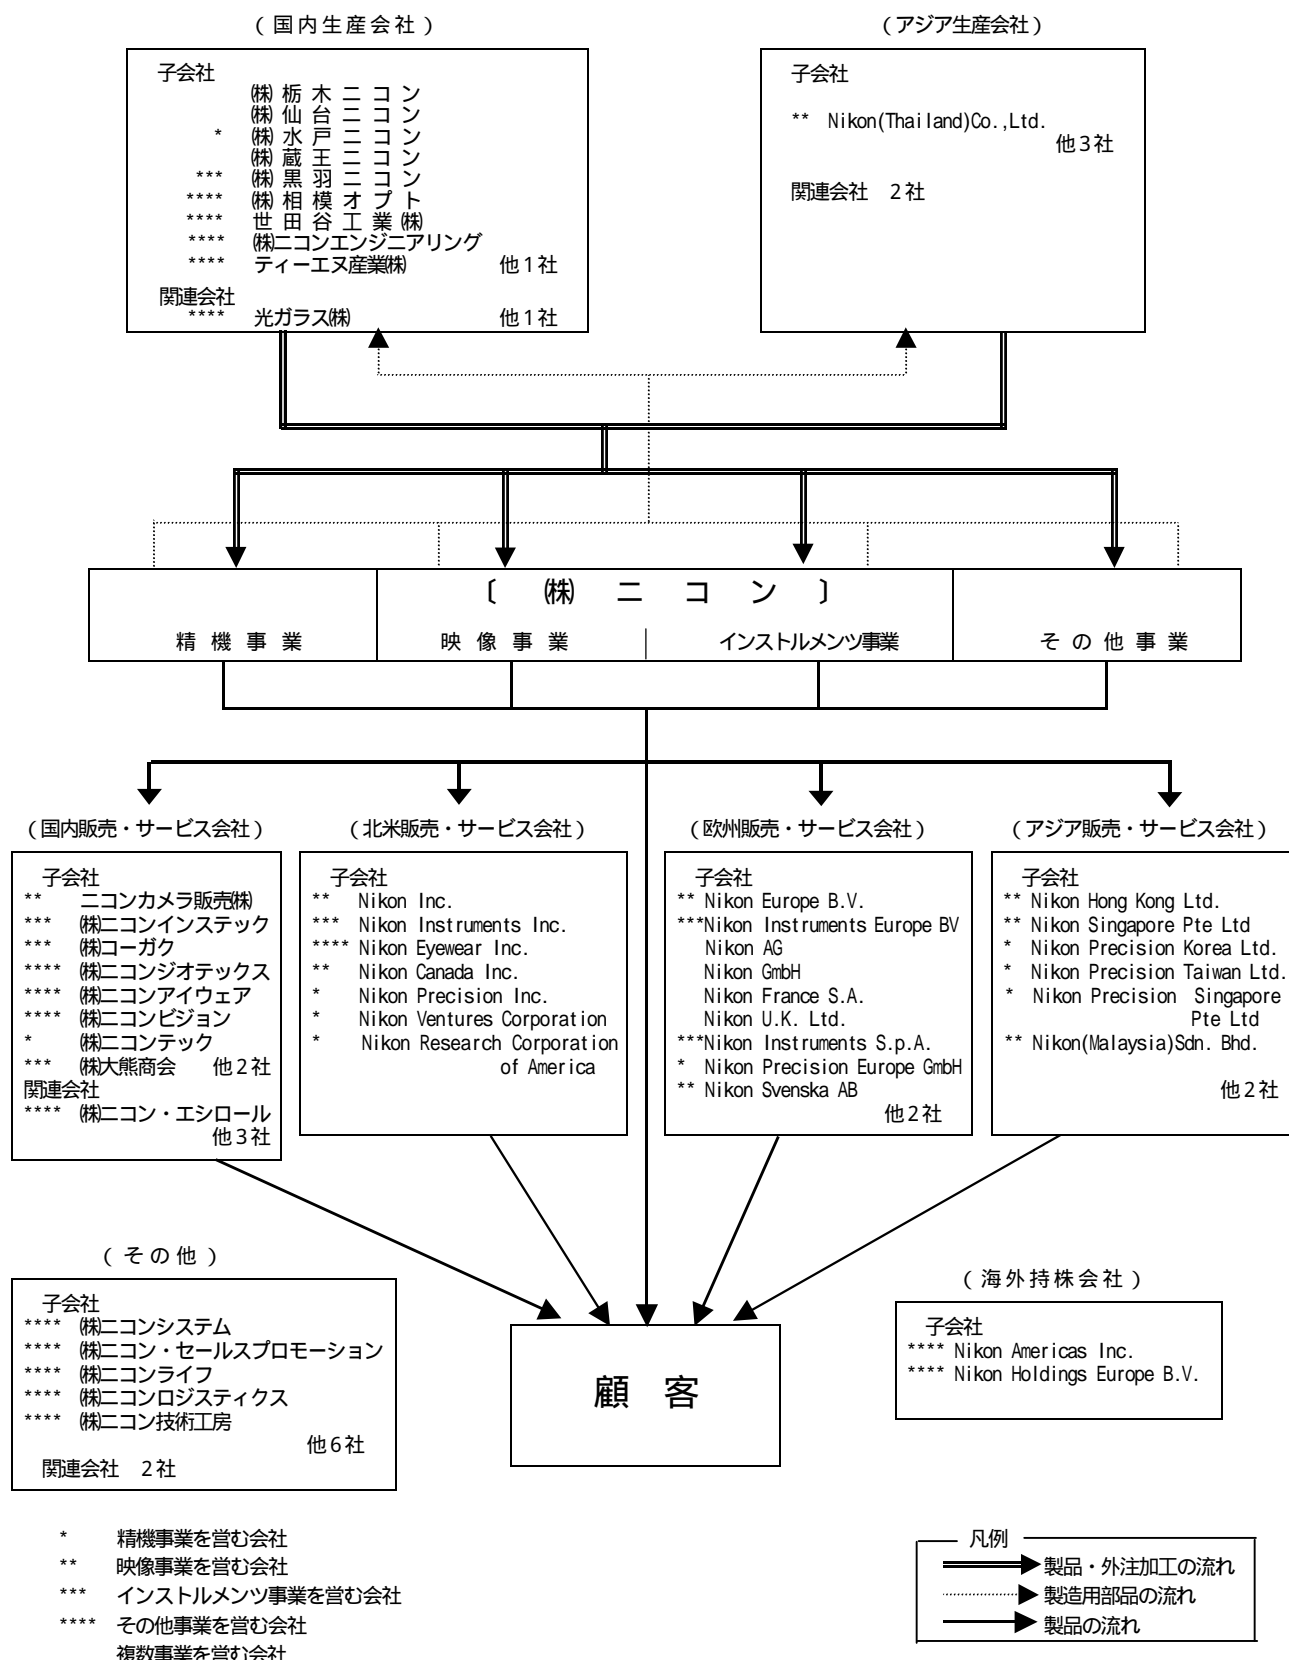 (国内生産会社)
子会社
㈱栃木ニコン
㈱仙台ニコン
* ㈱水戸ニコン
㈱蔵王ニコン
*** ㈱黒羽ニコン
**** ㈱相模オプト
**** 世田谷工業㈱
**** ㈱ニコンエンジニアリング
**** ティーエヌ産業㈱ 他1社
関連会社
**** 光ガラス㈱ 他1社
(アジア生産会社)
子会社
** Nikon(Thailand)Co.,Ltd.
他3社
関連会社 2社
〔 ㈱ ニ コ ン 〕
精機事業 映像事業 インストルメンツ事業 その他事業
(国内販売・サービス会社)
子会社
** ニコンカメラ販売㈱
*** ㈱ニコンインステック
*** ㈱コーガク
**** ㈱ニコンジオテックス
**** ㈱ニコンアイウェア
**** ㈱ニコンビジョン
* ㈱ニコンテック
*** ㈱大熊商会 他2社
関連会社
**** ㈱ニコン・エシロール
他3社
(北米販売・サービス会社)
子会社
** Nikon Inc.
*** Nikon Instruments Inc.
**** Nikon Eyewear Inc.
** Nikon Canada Inc.
* Nikon Precision Inc.
* Nikon Ventures Corporation
* Nikon Research Corporation
of America
(欧州販売・サービス会社)
子会社
** Nikon Europe B.V.
***Nikon Instruments Europe BV
Nikon AG
Nikon GmbH
Nikon France S.A.
Nikon U.K. Ltd.
***Nikon Instruments S.p.A.
* Nikon Precision Europe GmbH
** Nikon Svenska AB
他2社
(アジア販売・サービス会社)
子会社
** Nikon Hong Kong Ltd.
** Nikon Singapore Pte Ltd
* Nikon Precision Korea Ltd.
* Nikon Precision Taiwan Ltd.
* Nikon Precision Singapore
Pte Ltd
** Nikon(Malaysia)Sdn. Bhd.
他2社
(その他)
子会社
**** ㈱ニコンシステム
**** ㈱ニコン・セールスプロモーション
**** ㈱ニコンライフ
**** ㈱ニコンロジスティクス
**** ㈱ニコン技術工房
他6社
関連会社 2社
顧 客
(海外持株会社)
子会社
**** Nikon Americas Inc.
**** Nikon Holdings Europe B.V.
* 精機事業を営む会社
** 映像事業を営む会社
*** インストルメンツ事業を営む会社
**** その他事業を営む会社
複数事業を営む会社
凡例
製品・外注加工の流れ
製造用部品の流れ
製品の流れ